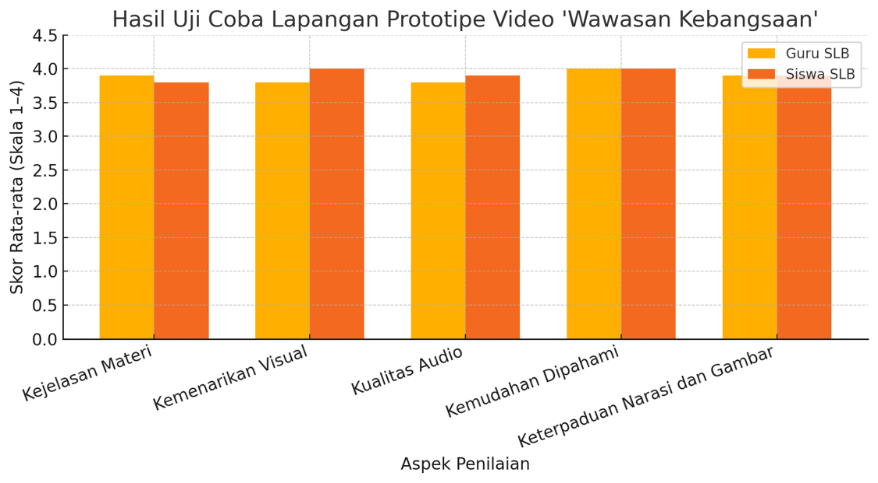 Hasil Uji Coba Lapangan Prototipe Video 'Wawasan Kebangsaan'
Guru SLB
Siswa SLB
Skor Rata-rata (Skala 1–4)
4.5
4.0
3.5
3.0
2.5
2.0
1.5
1.0
0.5
0.0
Kejelasan Materi
Kemenarikan Visual
Kualitas Audio
Kemudahan Dipahami
Keterpaduan Narasi dan Gambar
Aspek Penilaian